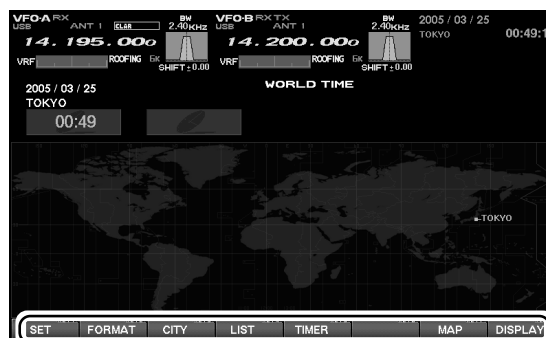 VFO-A RX
USB ANT 1 CLAR
BW
2.40KHz
14. 195. 000
VRF ROOFING 6K
SHIFT ± 0.00
VFO-B RX TX
USB ANT 1
BW
2.40KHz
14. 200. 000
VRF ROOFING 6K
SHIFT ± 0.00
2005 / 03 / 25
TOKYO 00:49:1
WORLD TIME
2005 / 03 / 25
TOKYO
00:49
TOKYO
SET FORMAT CITY LIST TIMER MAP DISPLAY